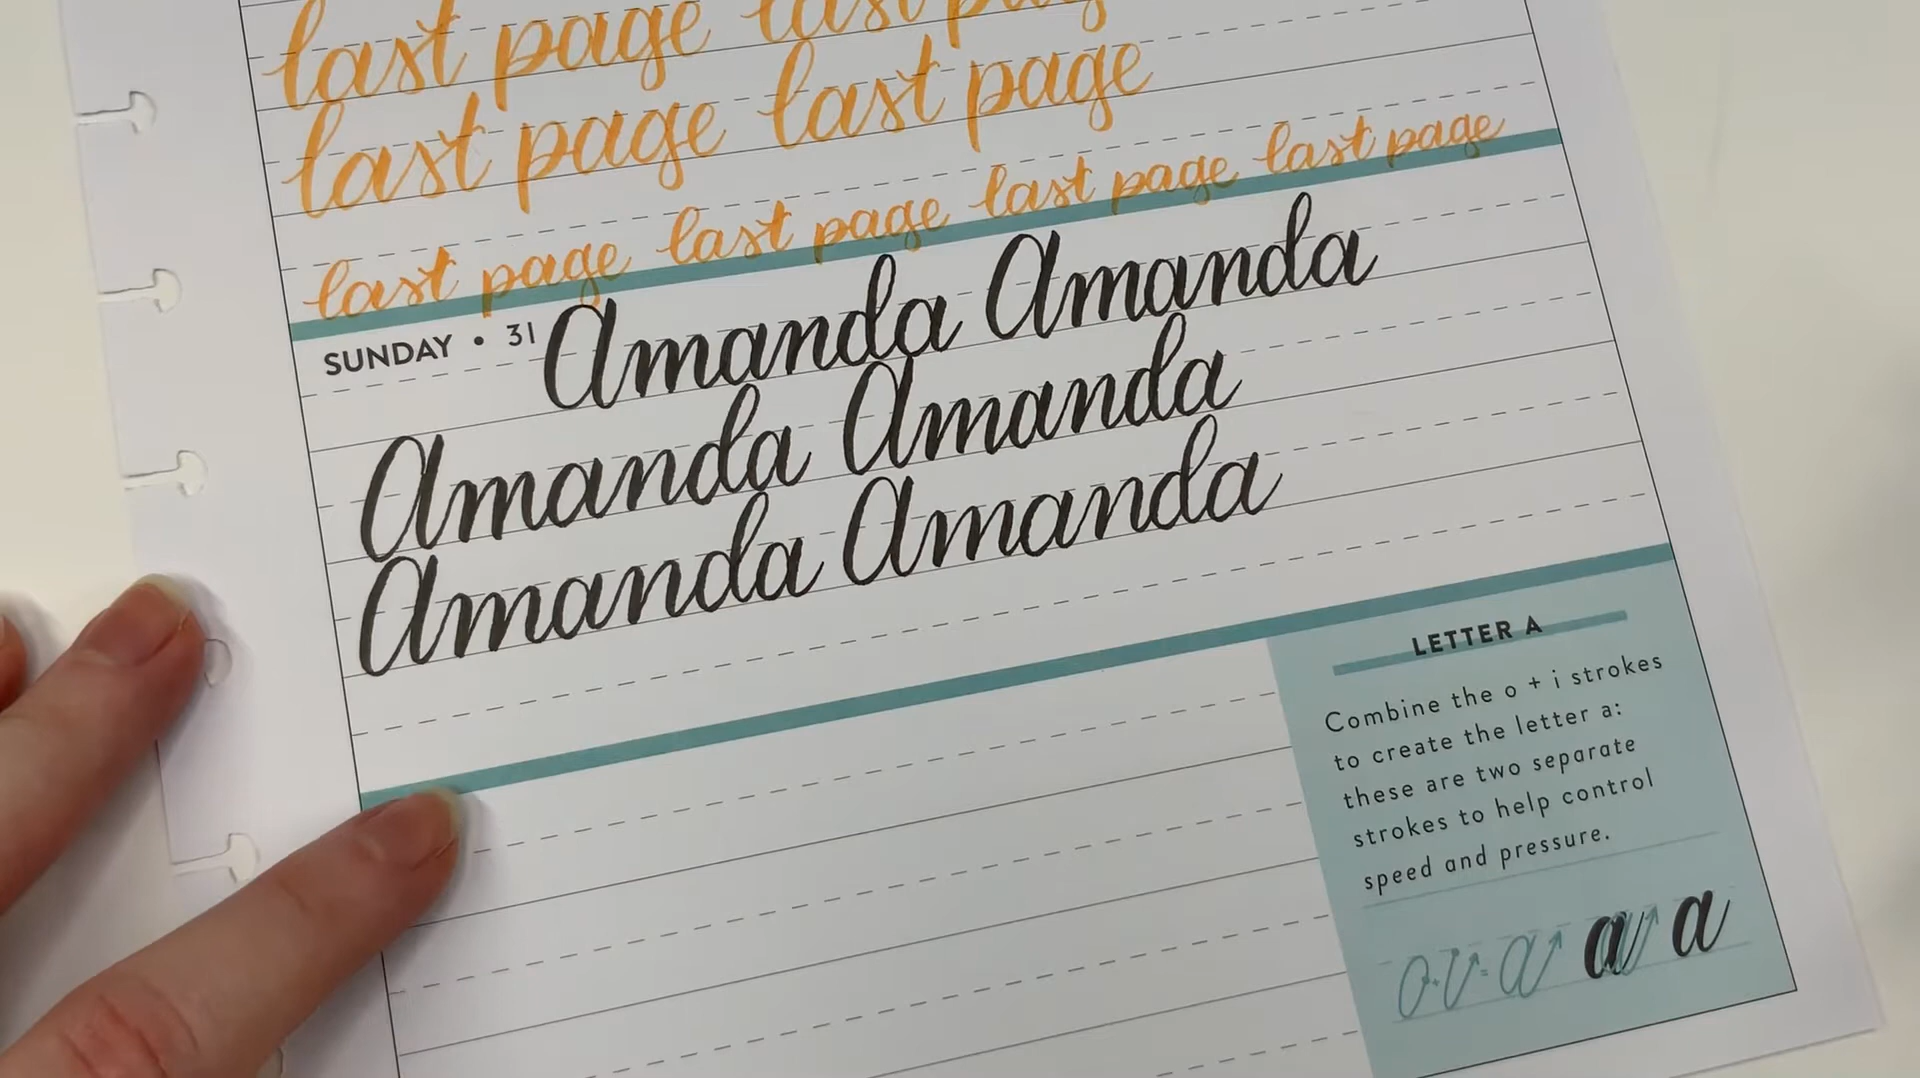 last page last page
last page last page
last page last page last page last page
SUNDAY • 31 Amanda Amanda
Amanda Amanda
Amanda Amanda
LETTER A
Combine the o + i strokes
to create the letter a:
these are two separate
strokes to help control
speed and pressure.
o + i = a a a